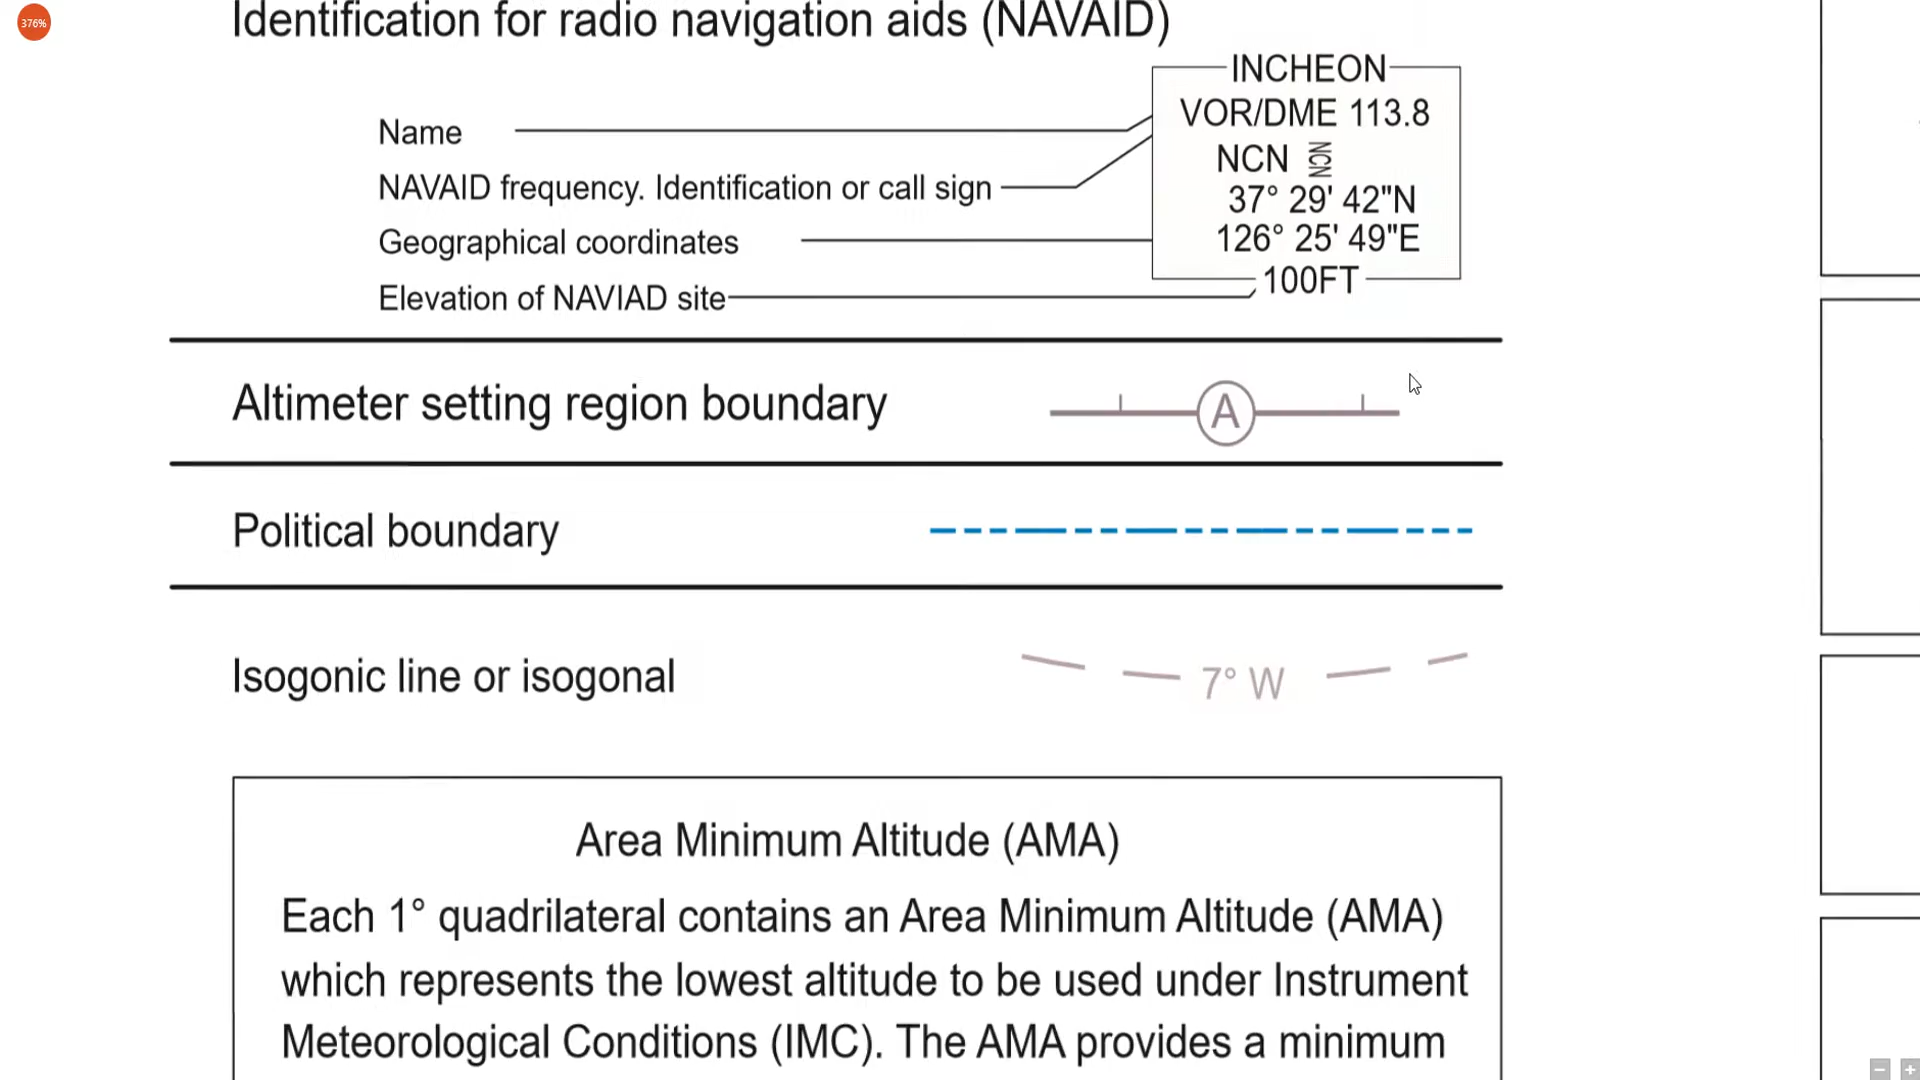 376%
Identification for radio navigation aids (NAVAID)
INCHEON
VOR/DME 113.8
NCN NCN
37° 29' 42"N
126° 25' 49"E
100FT
Name
NAVAID frequency. Identification or call sign
Geographical coordinates
Elevation of NAVIAD site
Altimeter setting region boundary
A
Political boundary
Isogonic line or isogonal
7° W
Area Minimum Altitude (AMA)
Each 1° quadrilateral contains an Area Minimum Altitude (AMA)
which represents the lowest altitude to be used under Instrument
Meteorological Conditions (IMC). The AMA provides a minimum